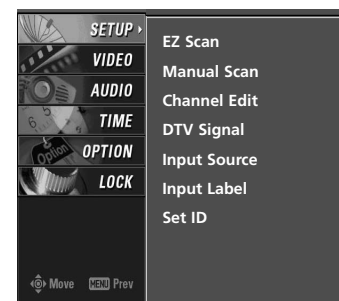 SETUP
VIDEO
AUDIO
TIME
OPTION
LOCK
Move MENU Prev
EZ Scan
Manual Scan
Channel Edit
DTV Signal
Input Source
Input Label
Set ID